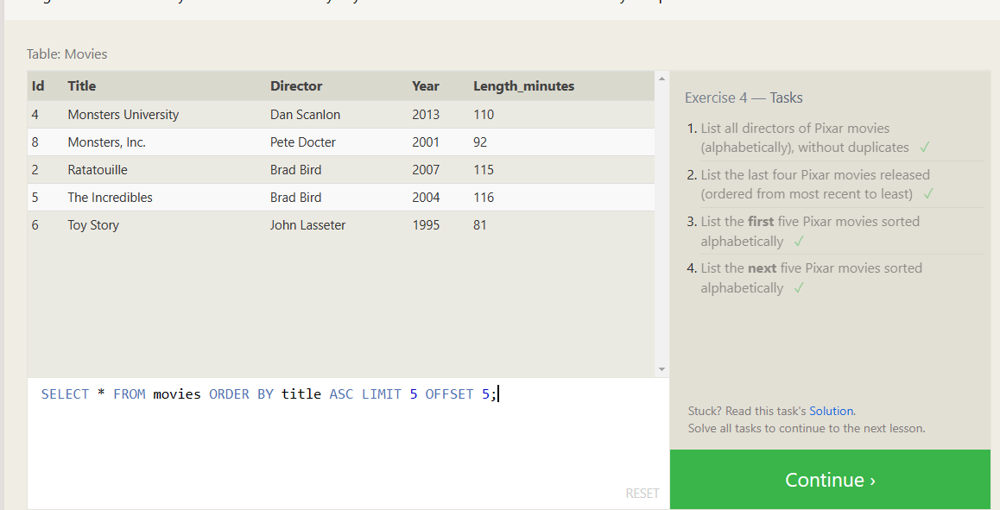 Table: Movies
Id Title Director Year Length_minutes
4 Monsters University Dan Scanlon 2013 110
8 Monsters, Inc. Pete Docter 2001 92
2 Ratatouille Brad Bird 2007 115
5 The Incredibles Brad Bird 2004 116
6 Toy Story John Lasseter 1995 81
SELECT * FROM movies ORDER BY title ASC LIMIT 5 OFFSET 5;
RESET
Exercise 4 — Tasks
1. List all directors of Pixar movies
(alphabetically), without duplicates ✓
2. List the last four Pixar movies released
(ordered from most recent to least) ✓
3. List the first five Pixar movies sorted
alphabetically ✓
4. List the next five Pixar movies sorted
alphabetically ✓
Stuck? Read this task's Solution.
Solve all tasks to continue to the next lesson.
Continue ›